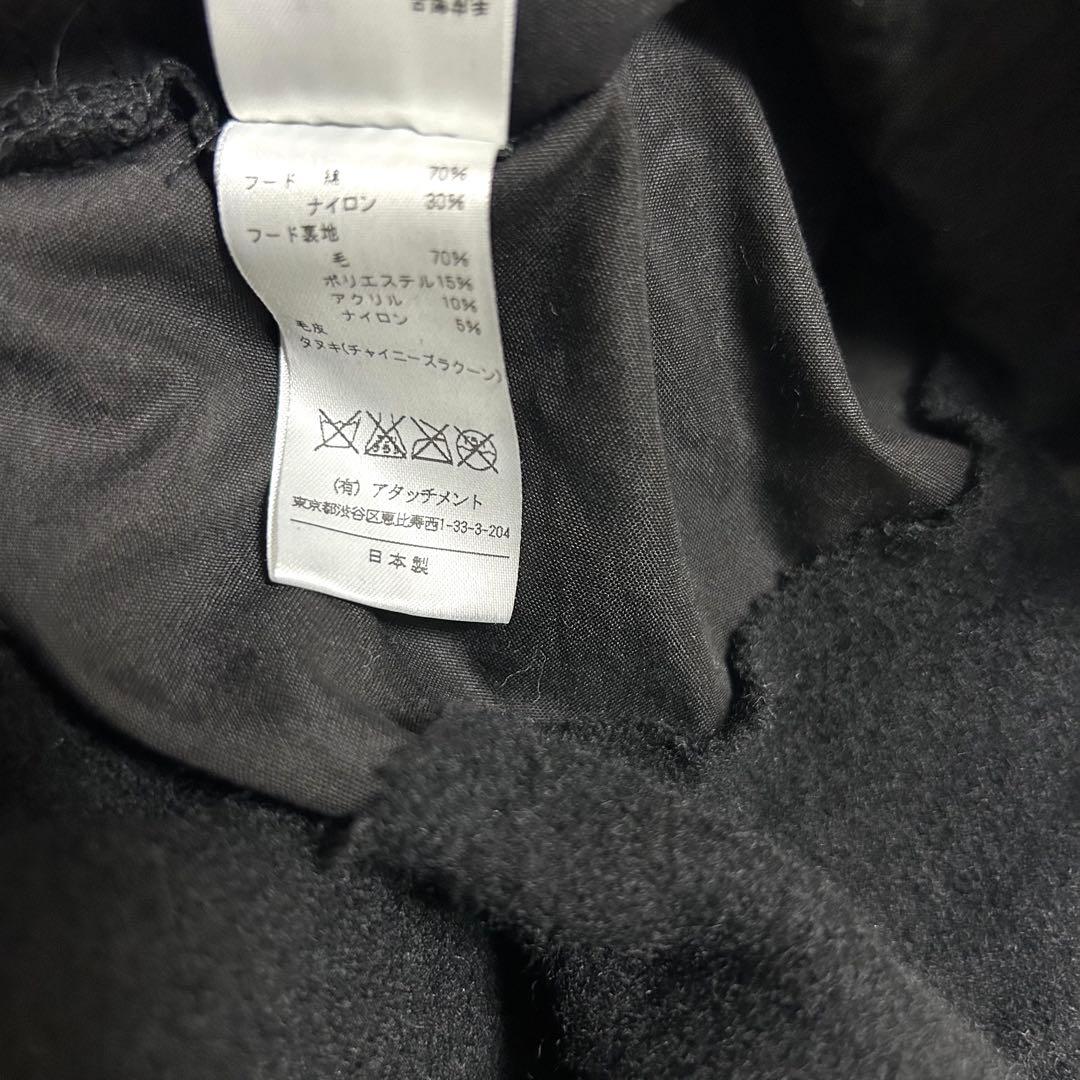 フード 綿 70%
ナイロン 30%
フード裏地
毛 70%
ポリエステル15%
アクリル 10%
ナイロン 5%
毛皮
タヌキ(チャイニーズラクーン)
(有) アタッチメント
東京都渋谷区恵比寿西1-33-3-204
日本製